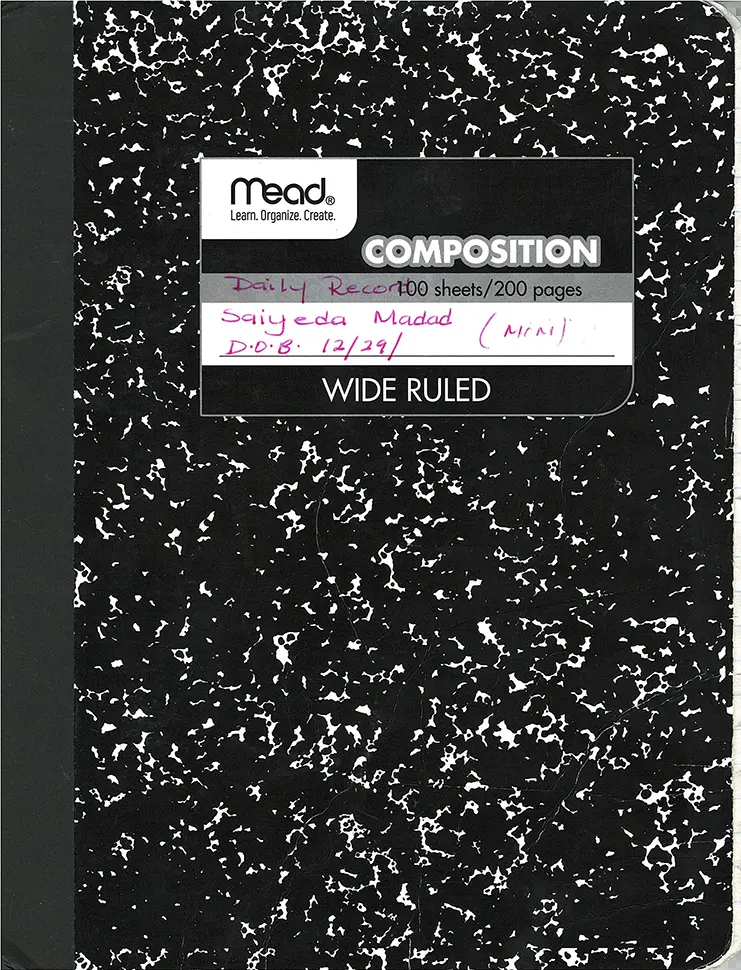 Mead®
Learn. Organize. Create.
COMPOSITION
Daily Record 100 sheets/200 pages
Saiyeda Madad (MINI)
D.O.B. 12/29/
WIDE RULED